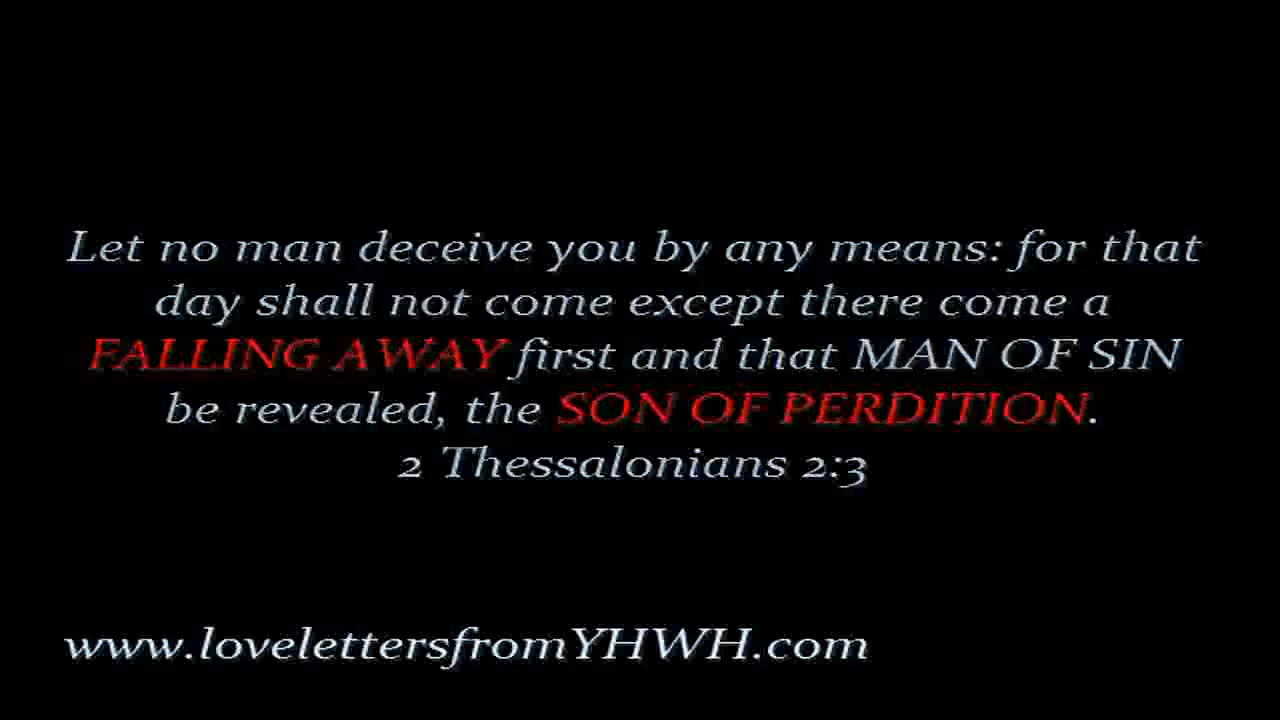 Let no man deceive you by any means: for that
day shall not come except there come a
FALLING AWAY first and that MAN OF SIN
be revealed, the SON OF PERDITION.
2 Thessalonians 2:3
www.lovelettersfromYHWH.com